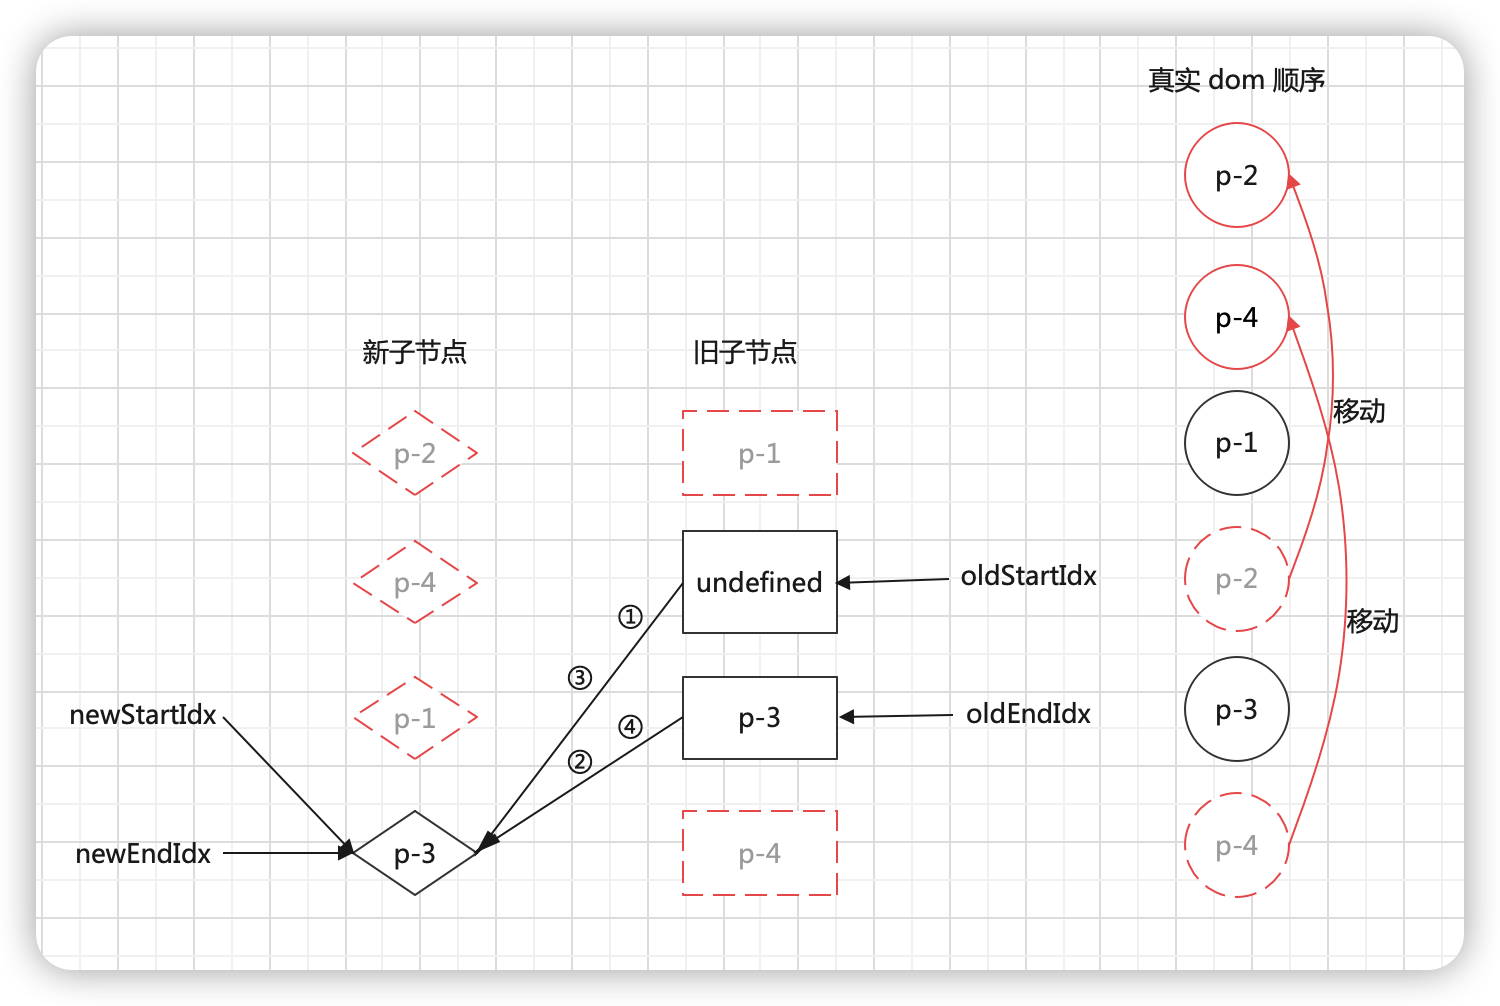 真实 dom 顺序
p-2
p-4
新子节点
旧子节点
移动
p-2
p-1
p-1
p-4
undefined
oldStartIdx
p-2
①
移动
③
newStartIdx
p-1
④
p-3
oldEndIdx
p-3
②
newEndIdx
p-3
p-4
p-4